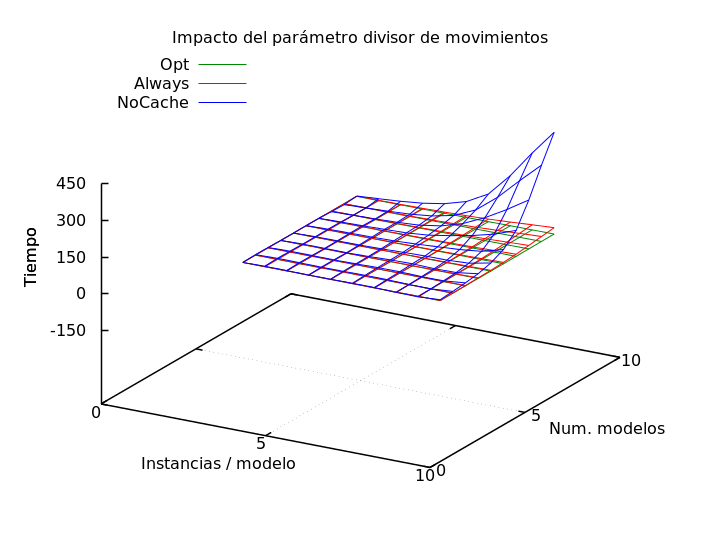 Impacto del parámetro divisor de movimientos
Opt
Always
NoCache
450
300
150
0
-150
Tiempo
0
5
10
Instancias / modelo
0
5
10
Num. modelos